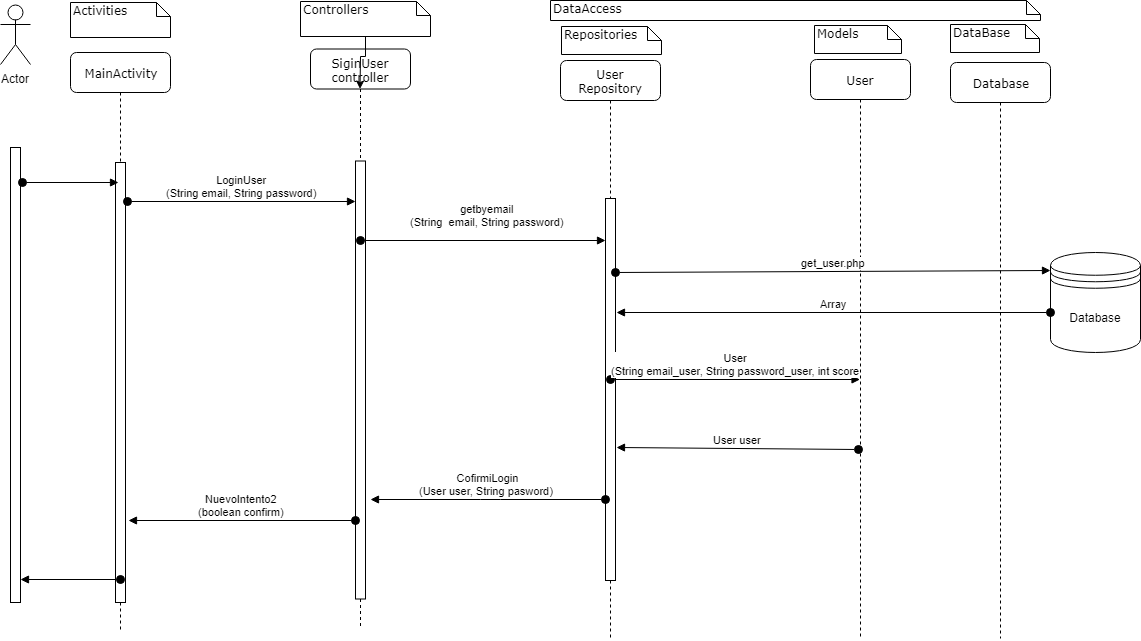 Activities
Controllers
DataAccess
Repositories
Models
DataBase
Actor
MainActivity
SiginUser
controller
User
Repository
User
Database
LoginUser
(String email, String password)
getbyemail
(String email, String password)
get_user.php
Array
Database
User
(String email_user, String password_user, int score
User user
CofirmiLogin
(User user, String pasword)
NuevoIntento2
(boolean confirm)